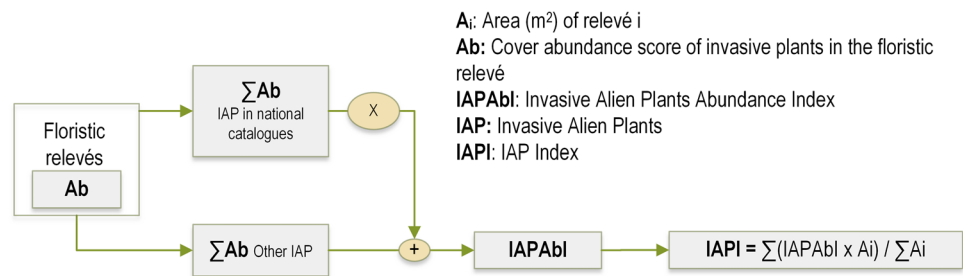 Aᵢ: Area (m²) of relevé i
Ab: Cover abundance score of invasive plants in the floristic
relevé
IAPAbI: Invasive Alien Plants Abundance Index
IAP: Invasive Alien Plants
IAPI: IAP Index
Floristic
relevés
Ab
∑Ab
IAP in national
catalogues
X
∑Ab Other IAP
+
IAPAbI
IAPI = ∑(IAPAbI x Ai) / ∑Ai